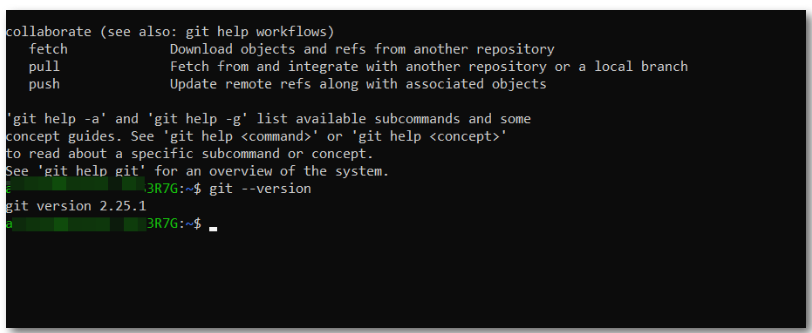 collaborate (see also: git help workflows)
fetch Download objects and refs from another repository
pull Fetch from and integrate with another repository or a local branch
push Update remote refs along with associated objects
'git help -a' and 'git help -g' list available subcommands and some
concept guides. See 'git help <command>' or 'git help <concept>'
to read about a specific subcommand or concept.
See 'git help git' for an overview of the system.
3R7G:~$ git --version
git version 2.25.1
a 3R7G:~$